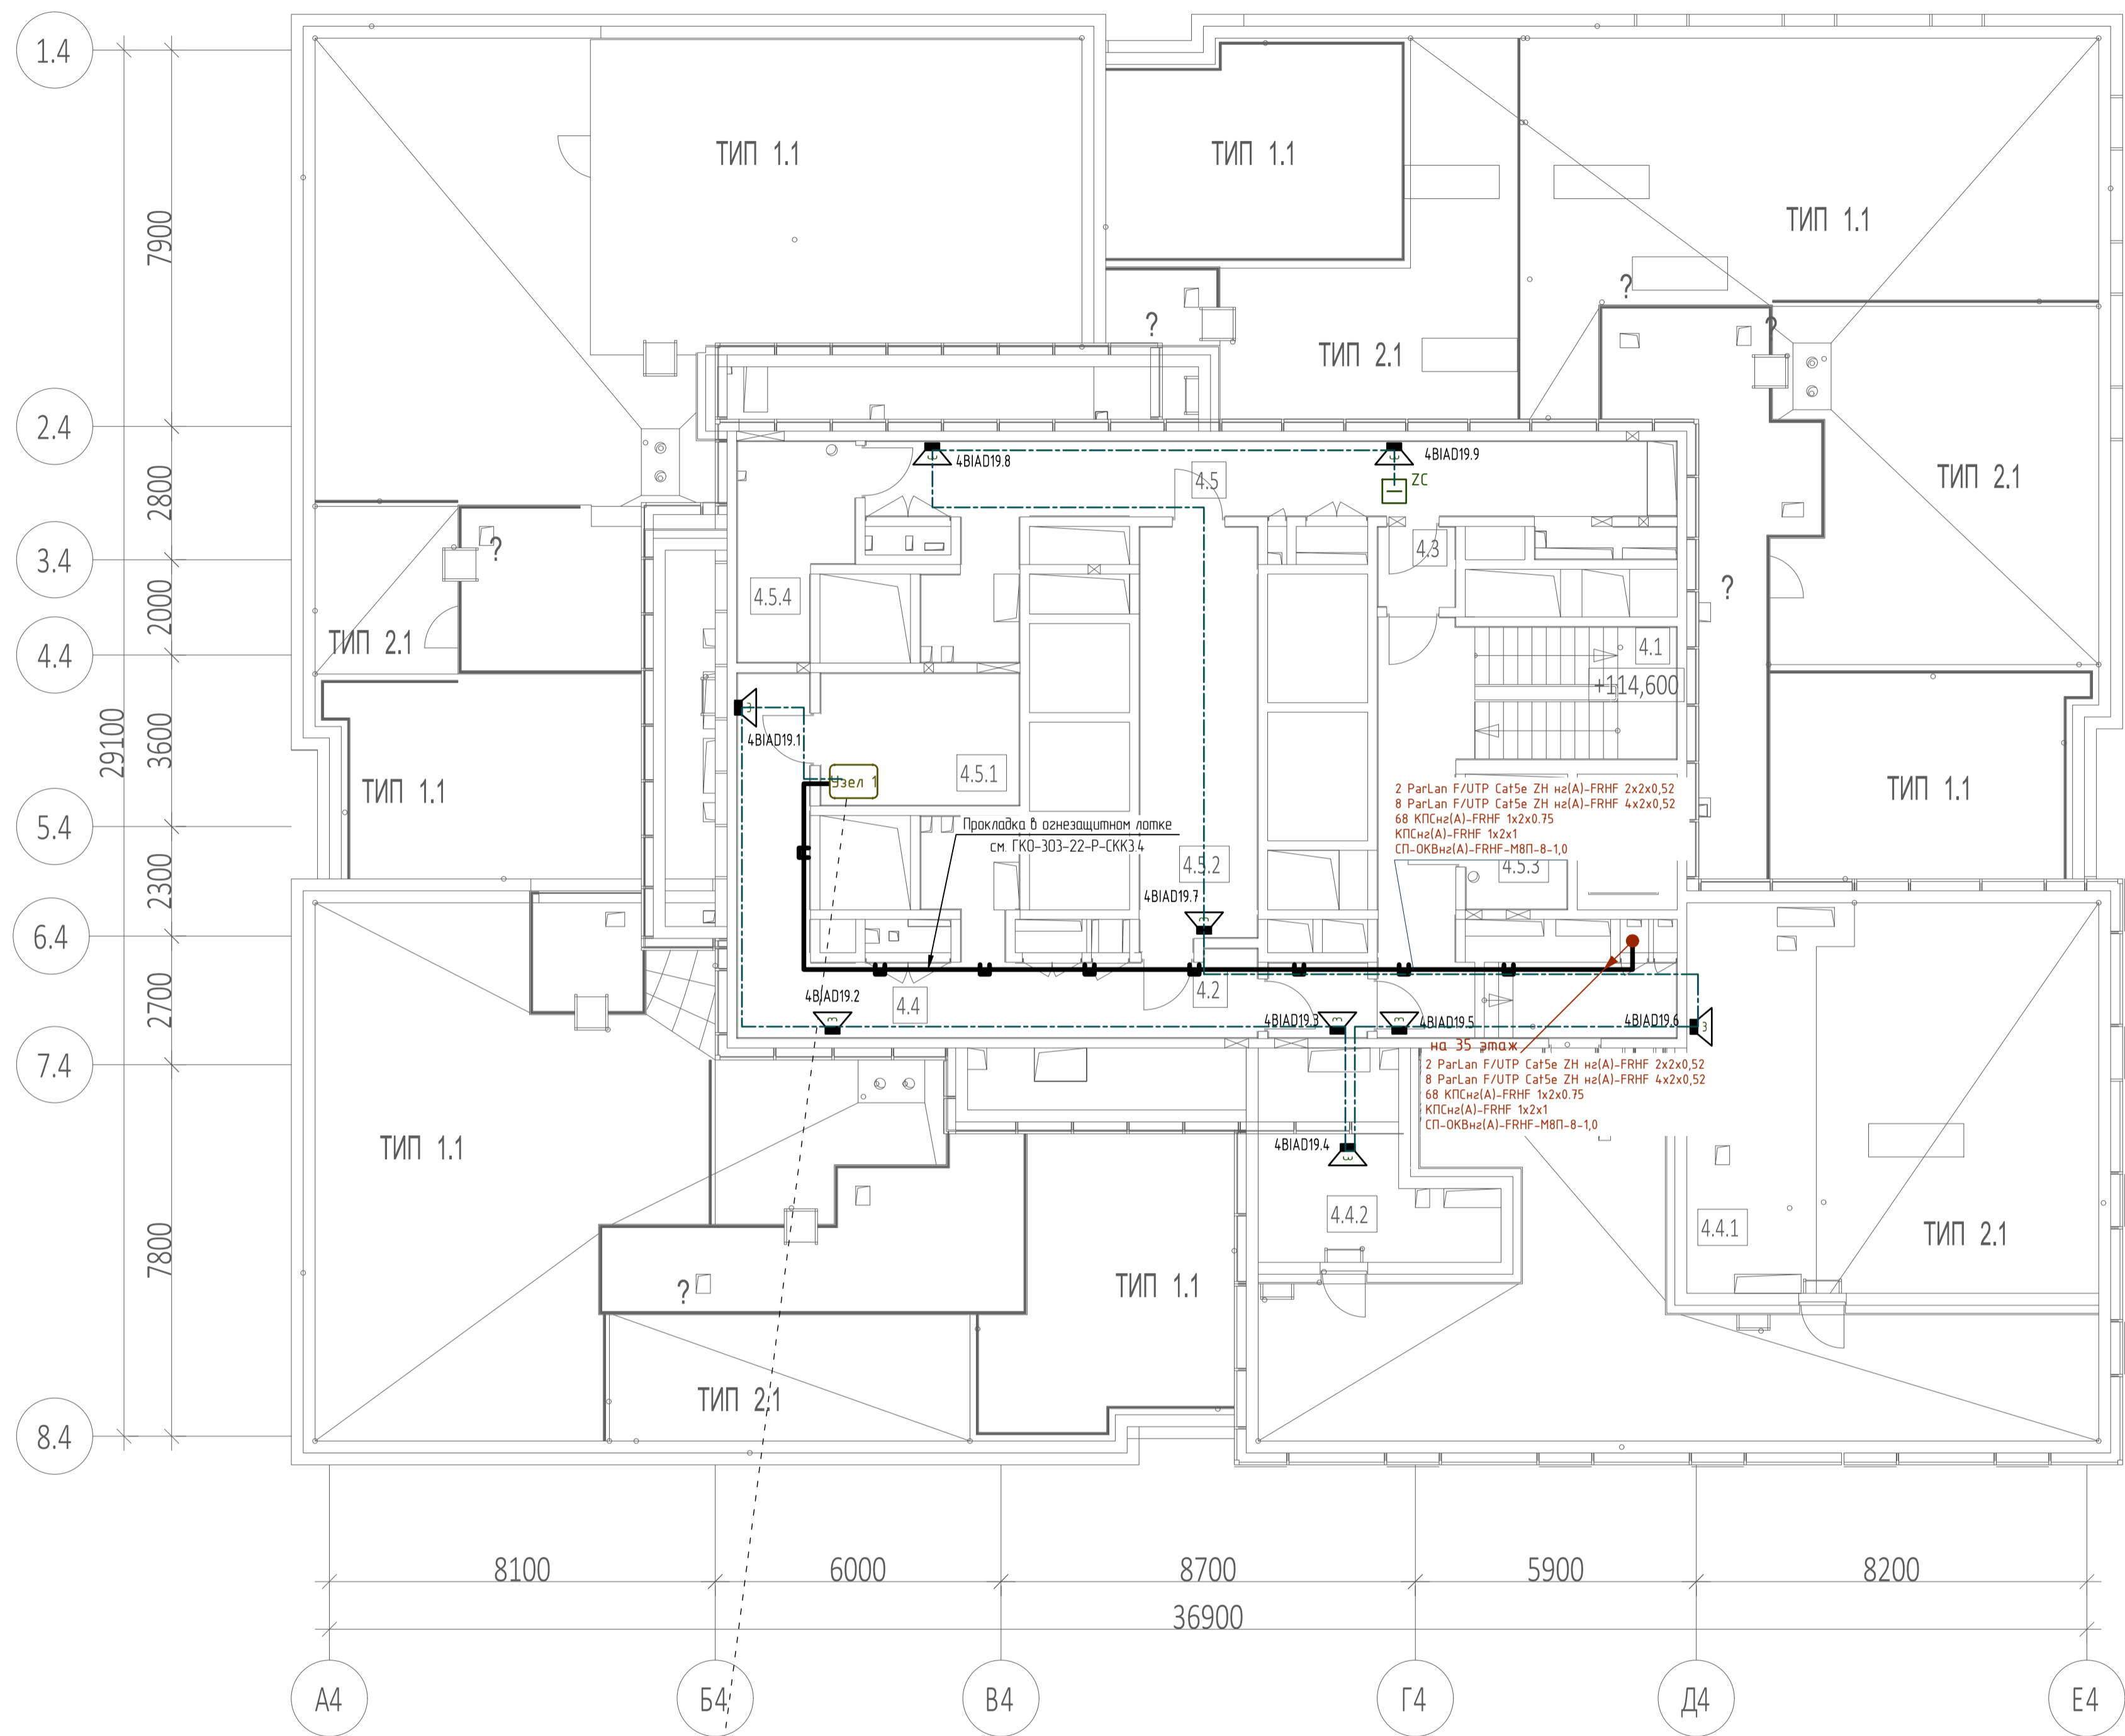 1.4
ТИП 1.1
ТИП 1.1
ТИП 1.1
7900
?
?
?
ТИП 2.1
2.4
4BIAD19.8
4BIAD19.9
ZC
4.5
ТИП 2.1
2800
?
3.4
4.3
4.5.4
?
2000
ТИП 2.1
4.1
4.4
+114,600
29100
3600
4BIAD19.1
4.5.1
Узел 1
ТИП 1.1
ТИП 1.1
2 ParLan F/UTP Cat5e ZH нг(А)-FRHF 2x2x0,52
8 ParLan F/UTP Cat5e ZH нг(А)-FRHF 4x2x0,52
68 КПСнг(А)-FRHF 1x2x0.75
КПСнг(А)-FRHF 1x2x1
СП-ОКВнг(А)-FRHF-М8П-8-1,0
5.4
Прокладка в огнезащитном лотке
см. ГКО-303-22-Р-СКК3.4
4.5.2
4.5.3
2300
4BIAD19.7
6.4
2700
4BIAD19.2
4.4
4.2
4BIAD19.3
4BIAD19.5
4BIAD19.6
на 35 этаж
7.4
2 ParLan F/UTP Cat5e ZH нг(А)-FRHF 2x2x0,52
8 ParLan F/UTP Cat5e ZH нг(А)-FRHF 4x2x0,52
68 КПСнг(А)-FRHF 1x2x0.75
КПСнг(А)-FRHF 1x2x1
СП-ОКВнг(А)-FRHF-М8П-8-1,0
ТИП 1.1
4BIAD19.4
4.4.2
4.4.1
ТИП 2.1
7800
?
ТИП 1.1
ТИП 2.1
8.4
8100
6000
8700
5900
8200
36900
А4
Б4
В4
Г4
Д4
Е4